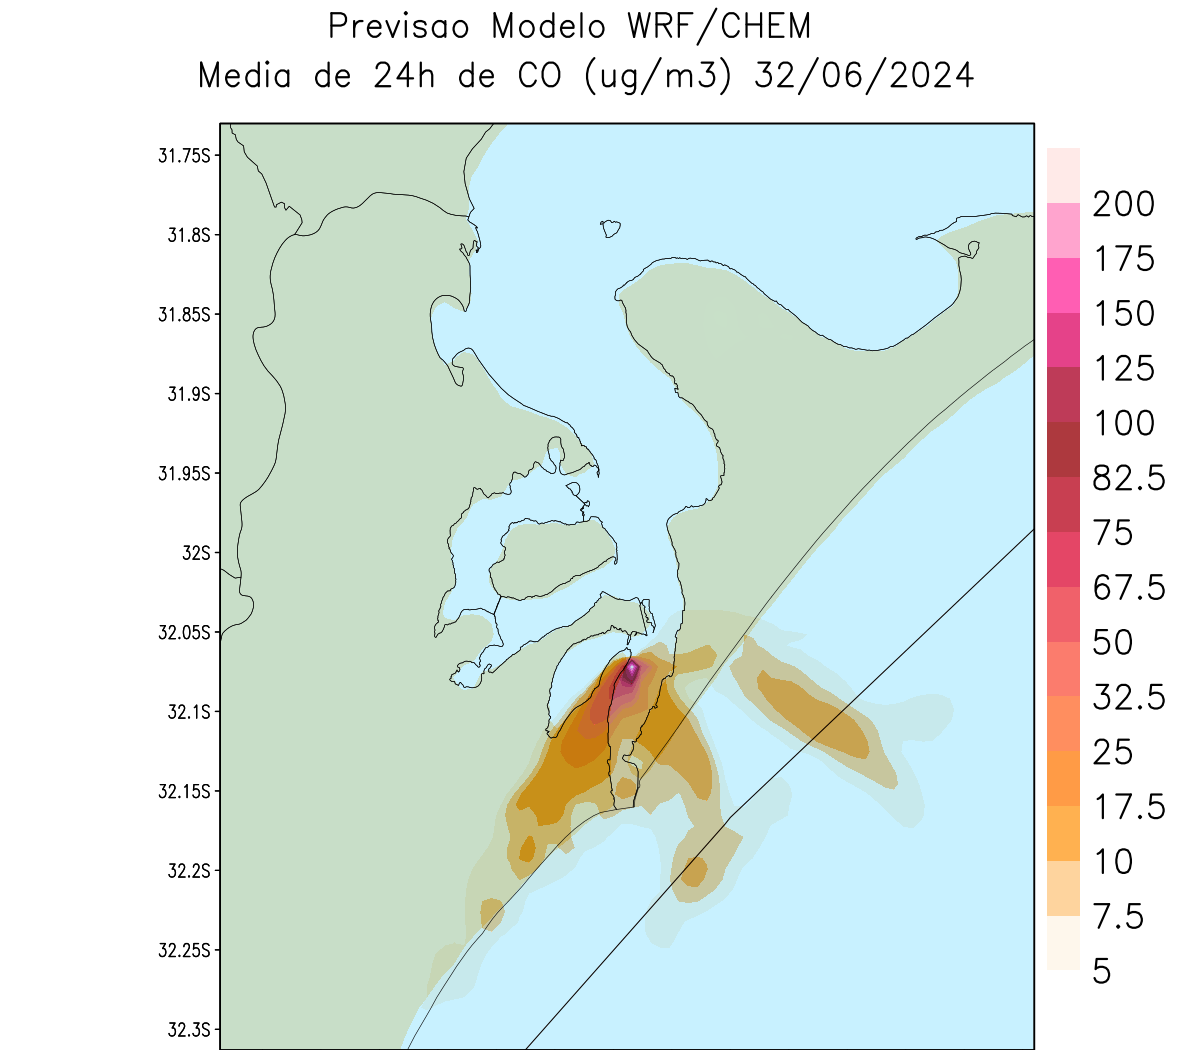 Previsao Modelo WRF/CHEM
Media de 24h de CO (ug/m3) 32/06/2024
31.75S
31.8S
31.85S
31.9S
31.95S
32S
32.05S
32.1S
32.15S
32.2S
32.25S
32.3S
200
175
150
125
100
82.5
75
67.5
50
32.5
25
17.5
10
7.5
5